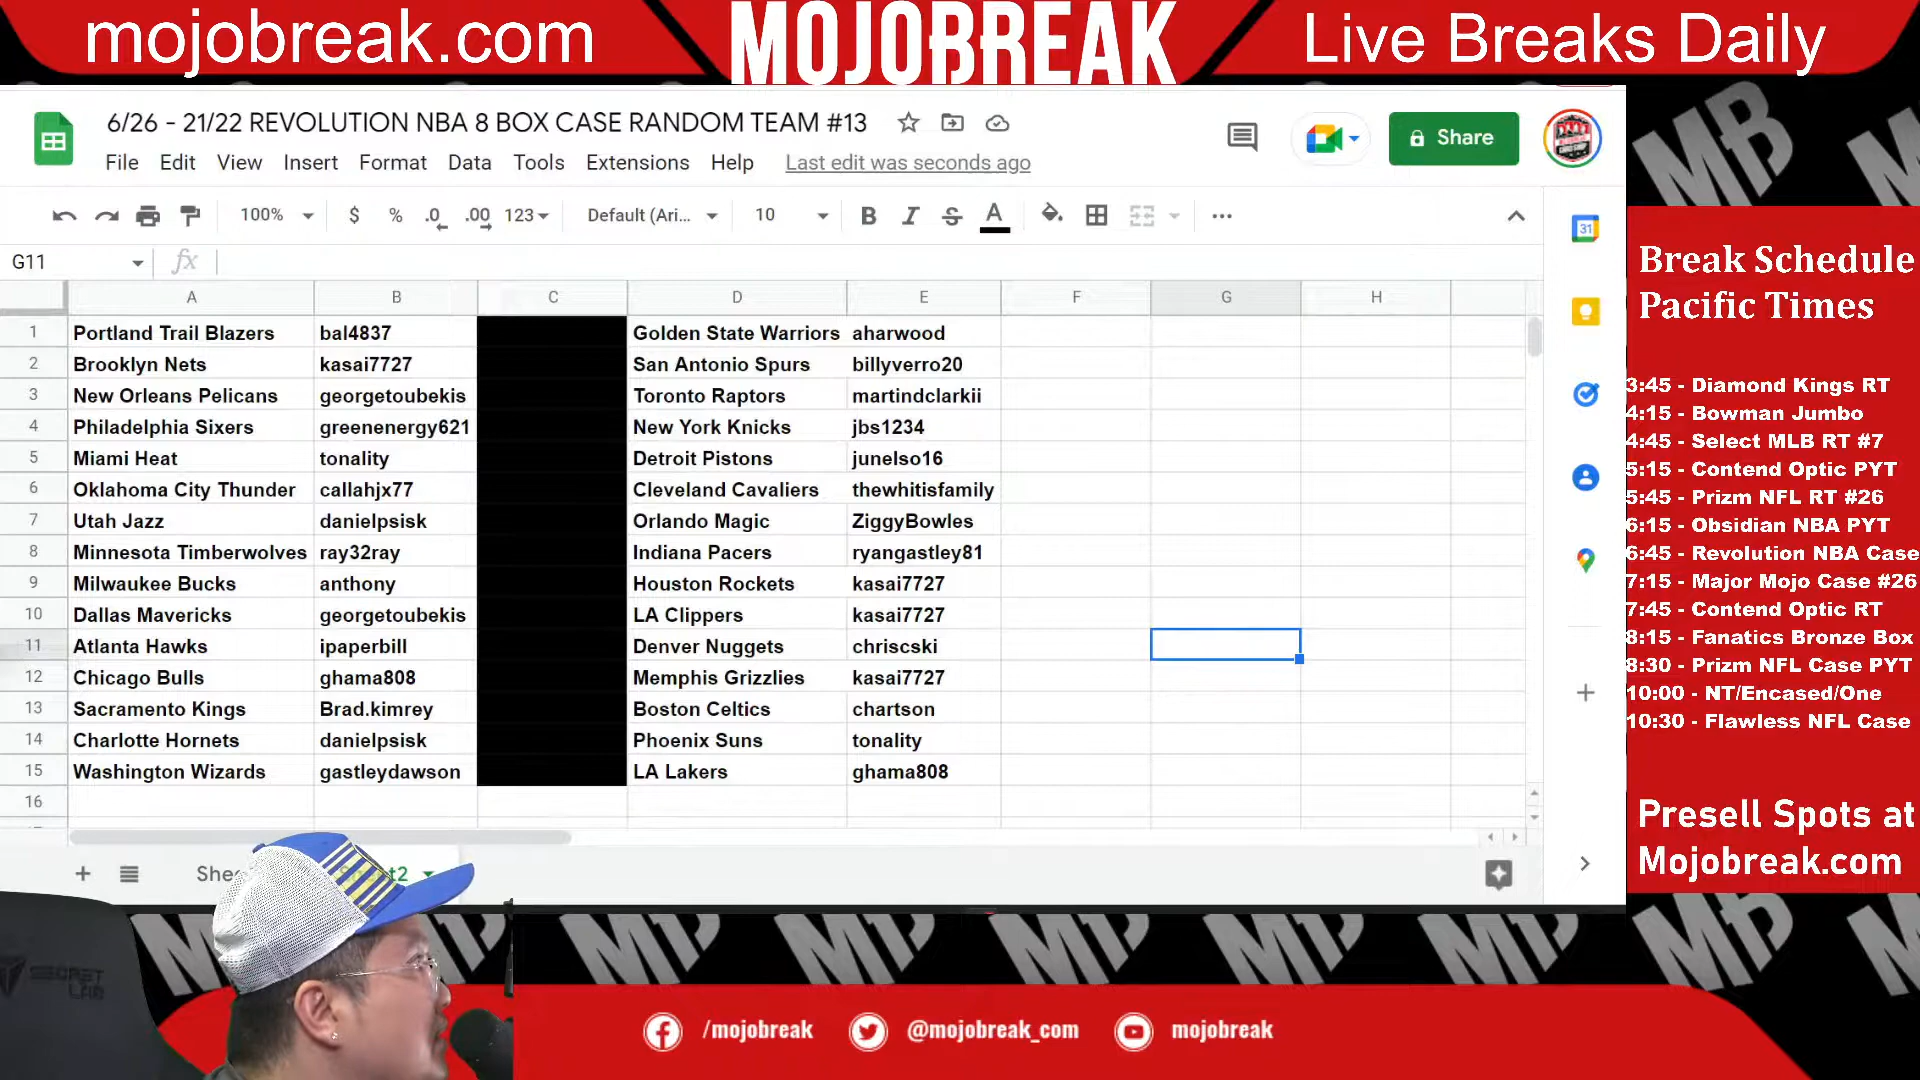 mojobreak.com
MOJOBREAK
Live Breaks Daily
6/26 - 21/22 REVOLUTION NBA 8 BOX CASE RANDOM TEAM #13
Share
File Edit View Insert Format Data Tools Extensions Help Last edit was seconds ago
100% $ % .0 .00 123 Default (Ari... 10 B I S A
31
G11 fx
A B C D E F G H
1 Portland Trail Blazers bal4837 Golden State Warriors aharwood
2 Brooklyn Nets kasai7727 San Antonio Spurs billyverro20
3 New Orleans Pelicans georgetoubekis Toronto Raptors martindclarkii
4 Philadelphia Sixers greenenergy621 New York Knicks jbs1234
5 Miami Heat tonality Detroit Pistons junelso16
6 Oklahoma City Thunder callahjx77 Cleveland Cavaliers thewhitisfamily
7 Utah Jazz danielpsisk Orlando Magic ZiggyBowles
8 Minnesota Timberwolves ray32ray Indiana Pacers ryangastley81
9 Milwaukee Bucks anthony Houston Rockets kasai7727
10 Dallas Mavericks georgetoubekis LA Clippers kasai7727
11 Atlanta Hawks ipaperbill Denver Nuggets chriscski
12 Chicago Bulls ghama808 Memphis Grizzlies kasai7727
13 Sacramento Kings Brad.kimrey Boston Celtics chartson
14 Charlotte Hornets danielpsisk Phoenix Suns tonality
15 Washington Wizards gastleydawson LA Lakers ghama808
16
Break Schedule
Pacific Times
3:45 - Diamond Kings RT
4:15 - Bowman Jumbo
4:45 - Select MLB RT #7
5:15 - Contend Optic PYT
5:45 - Prizm NFL RT #26
6:15 - Obsidian NBA PYT
6:45 - Revolution NBA Case
7:15 - Major Mojo Case #26
7:45 - Contend Optic RT
8:15 - Fanatics Bronze Box
8:30 - Prizm NFL Case PYT
10:00 - NT/Encased/One
10:30 - Flawless NFL Case
Presell Spots at
Mojobreak.com
SECRET
LAB
/mojobreak
@mojobreak_com
mojobreak